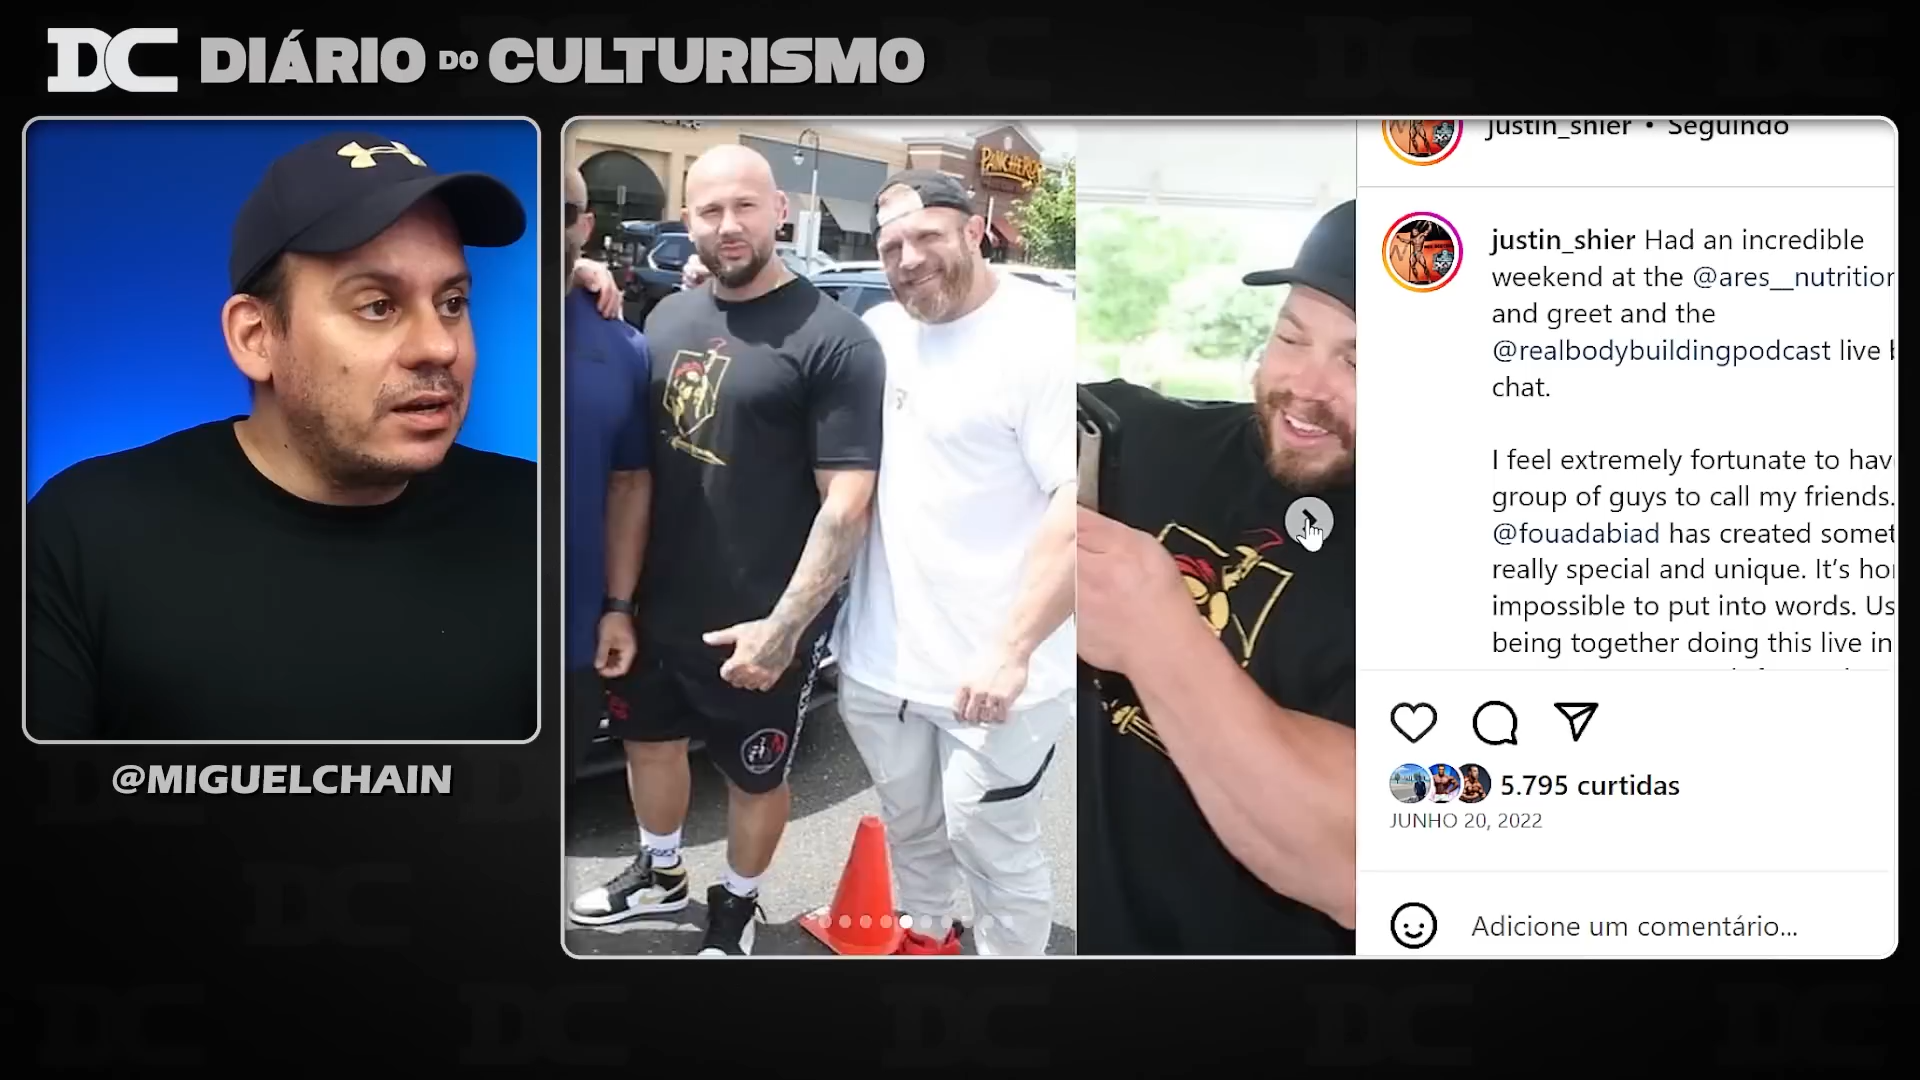 DC DIÁRIO DO CULTURISMO
PANCHEROS
justin_shier • Seguindo
justin_shier Had an incredible
weekend at the @ares__nutrition
and greet and the
@realbodybuildingpodcast live
chat.
I feel extremely fortunate to hav
group of guys to call my friends.
@fouadabiad has created somet
really special and unique. It’s ho
impossible to put into words. Us
being together doing this live in
5.795 curtidas
JUNHO 20, 2022
Adicione um comentário...
@MIGUELCHAIN